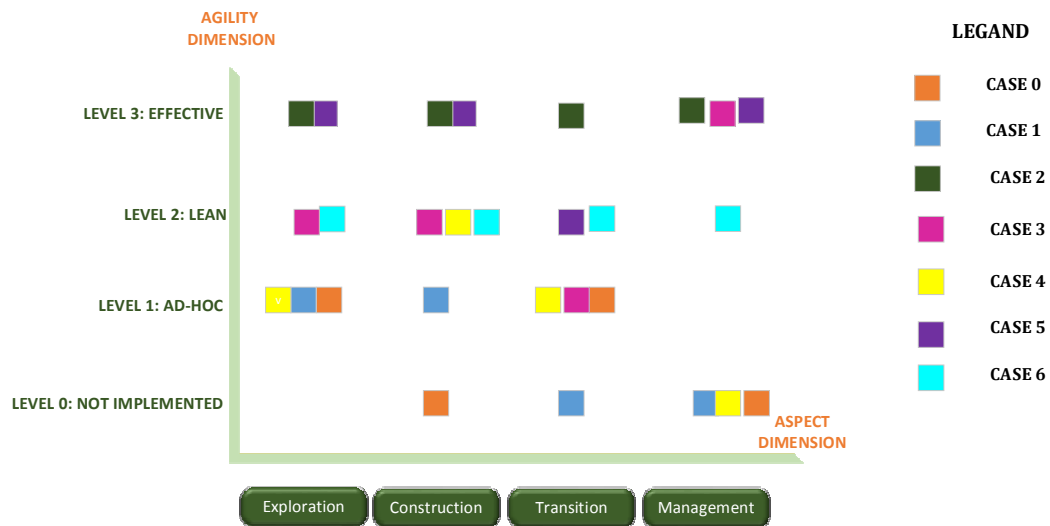 AGILITY
DIMENSION
LEGAND
LEVEL 3: EFFECTIVE
CASE 0
CASE 1
CASE 2
LEVEL 2: LEAN
CASE 3
LEVEL 1: AD-HOC
v
CASE 4
CASE 5
CASE 6
LEVEL 0: NOT IMPLEMENTED
ASPECT
DIMENSION
Exploration
Construction
Transition
Management